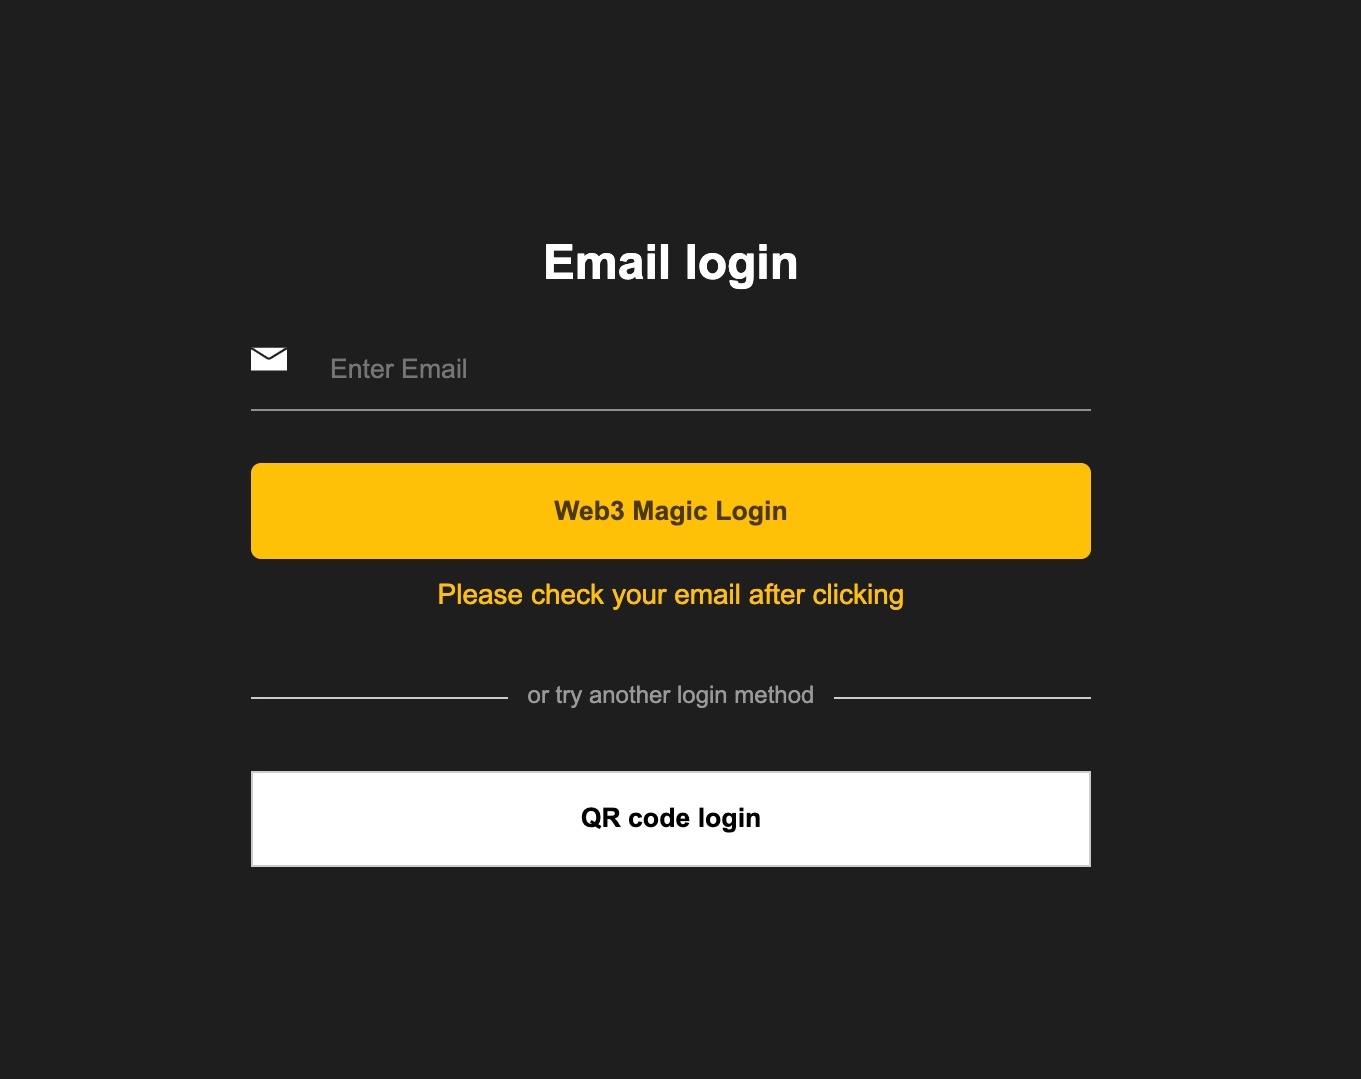 Email login
Enter Email
Web3 Magic Login
Please check your email after clicking
or try another login method
QR code login